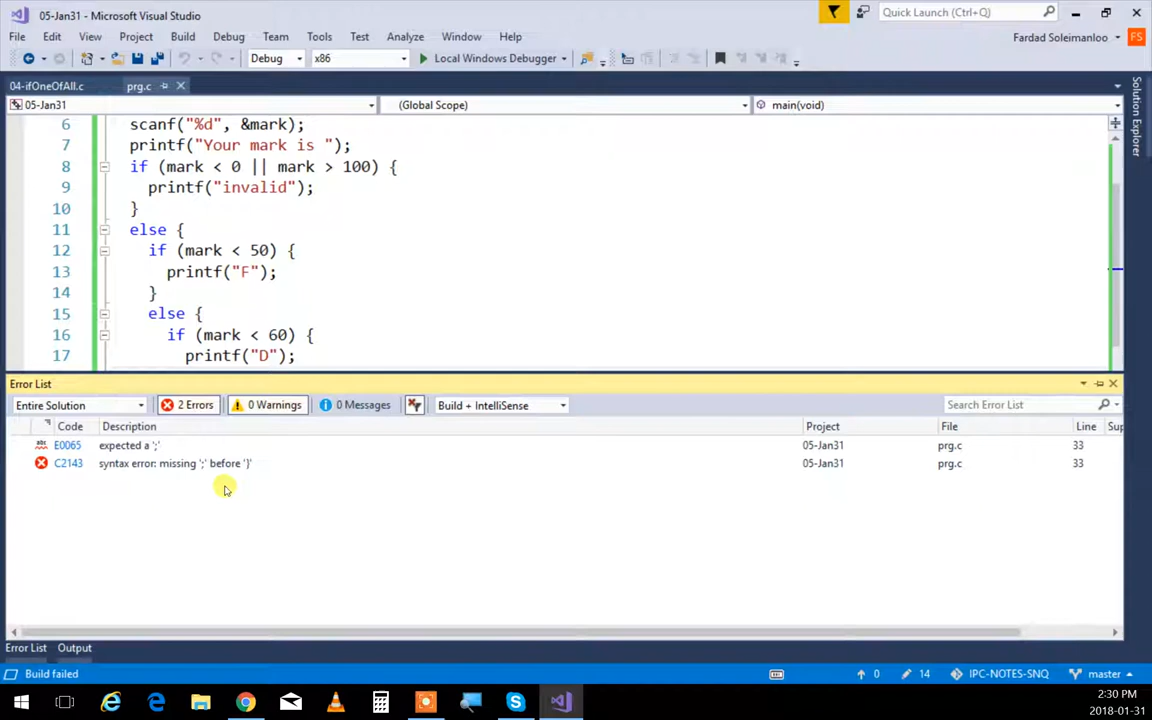 05-Jan31 - Microsoft Visual Studio
Quick Launch (Ctrl+Q)
File Edit View Project Build Debug Team Tools Test Analyze Window Help
Fardad Soleimanloo FS
Debug x86 Local Windows Debugger
04-ifOneOfAll.c prg.c
05-Jan31 (Global Scope) main(void)
Solution Explorer
6 scanf("%d", &mark);
7 printf("Your mark is ");
8 if (mark < 0 || mark > 100) {
9 printf("invalid");
10 }
11 else {
12 if (mark < 50) {
13 printf("F");
14 }
15 else {
16 if (mark < 60) {
17 printf("D");
Error List
Entire Solution 2 Errors 0 Warnings 0 Messages Build + IntelliSense Search Error List
Code Description Project File Line Sup
abc E0065 expected a ';' 05-Jan31 prg.c 33
C2143 syntax error: missing ';' before '}' 05-Jan31 prg.c 33
Error List Output
Build failed 0 14 IPC-NOTES-SNQ master
2:30 PM
2018-01-31